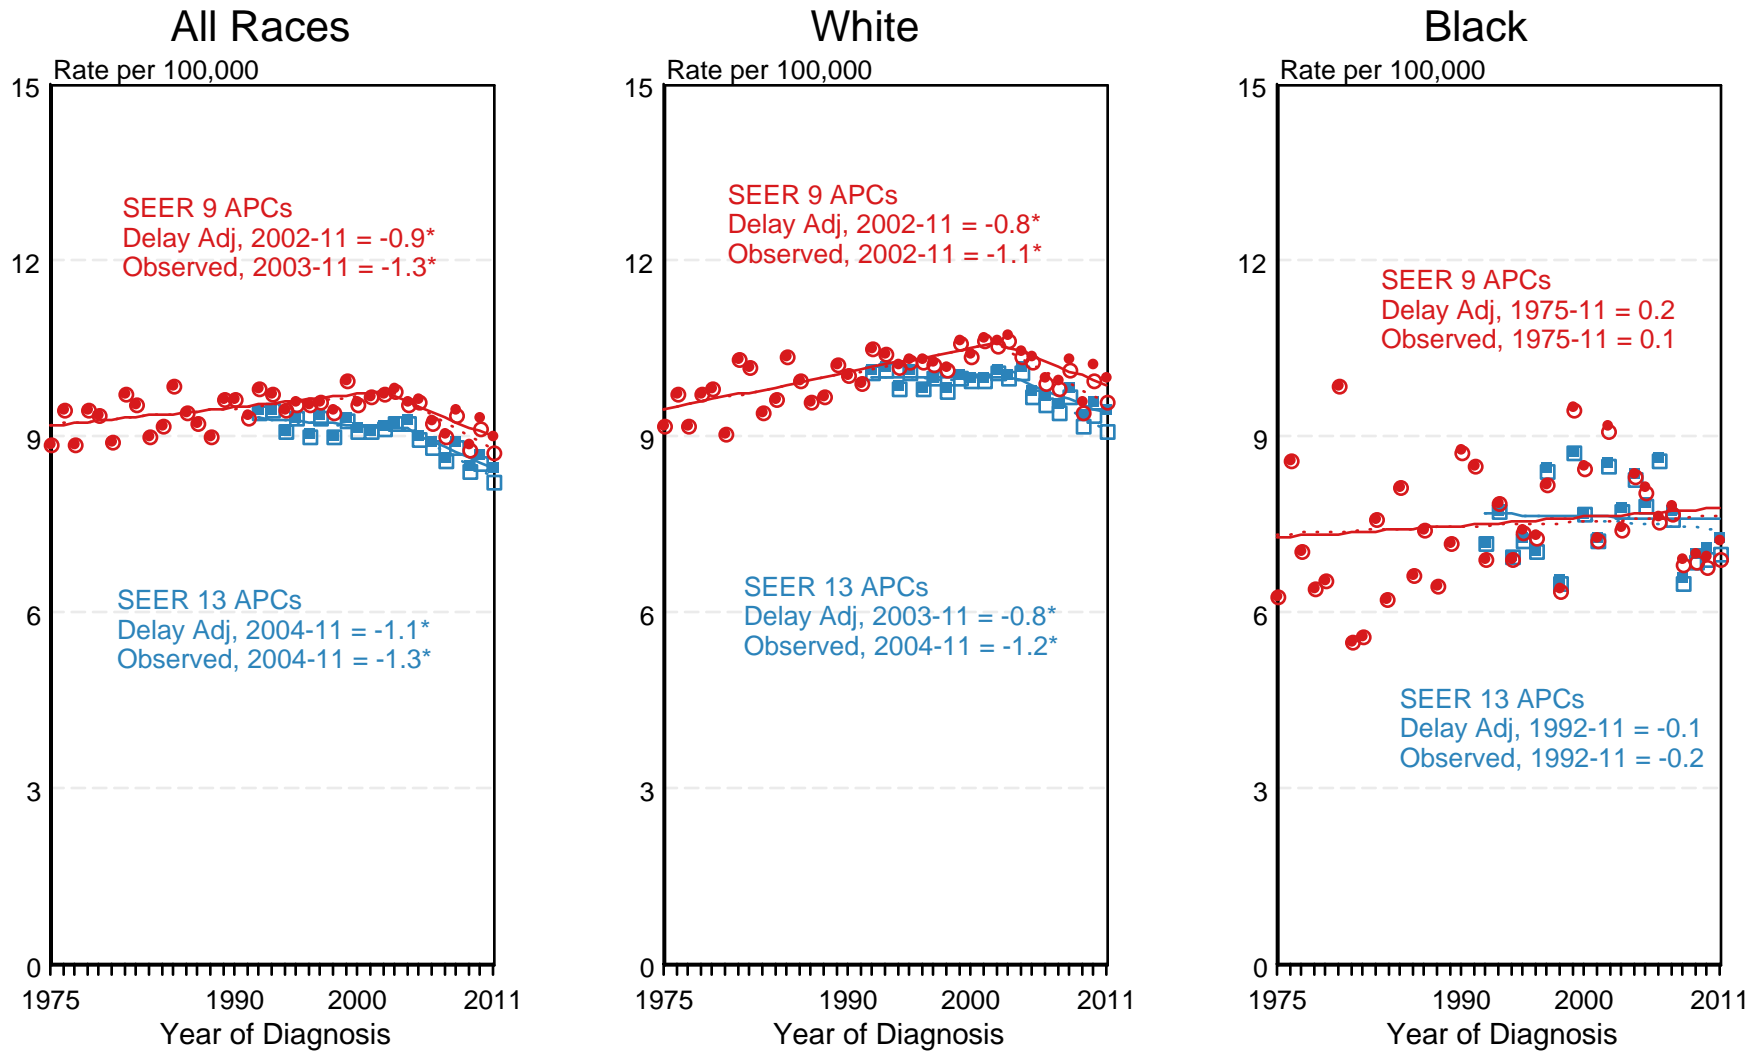 All Races
Rate per 100,000
15
12
9
6
3
0
SEER 9 APCs
Delay Adj, 2002-11 = -0.9*
Observed, 2003-11 = -1.3*
SEER 13 APCs
Delay Adj, 2004-11 = -1.1*
Observed, 2004-11 = -1.3*
1975 1990 2000 2011
Year of Diagnosis
White
Rate per 100,000
15
12
9
6
3
0
SEER 9 APCs
Delay Adj, 2002-11 = -0.8*
Observed, 2002-11 = -1.1*
SEER 13 APCs
Delay Adj, 2003-11 = -0.8*
Observed, 2004-11 = -1.2*
1975 1990 2000 2011
Year of Diagnosis
Black
Rate per 100,000
15
12
9
6
3
0
SEER 9 APCs
Delay Adj, 1975-11 = 0.2
Observed, 1975-11 = 0.1
SEER 13 APCs
Delay Adj, 1992-11 = -0.1
Observed, 1992-11 = -0.2
1975 1990 2000 2011
Year of Diagnosis